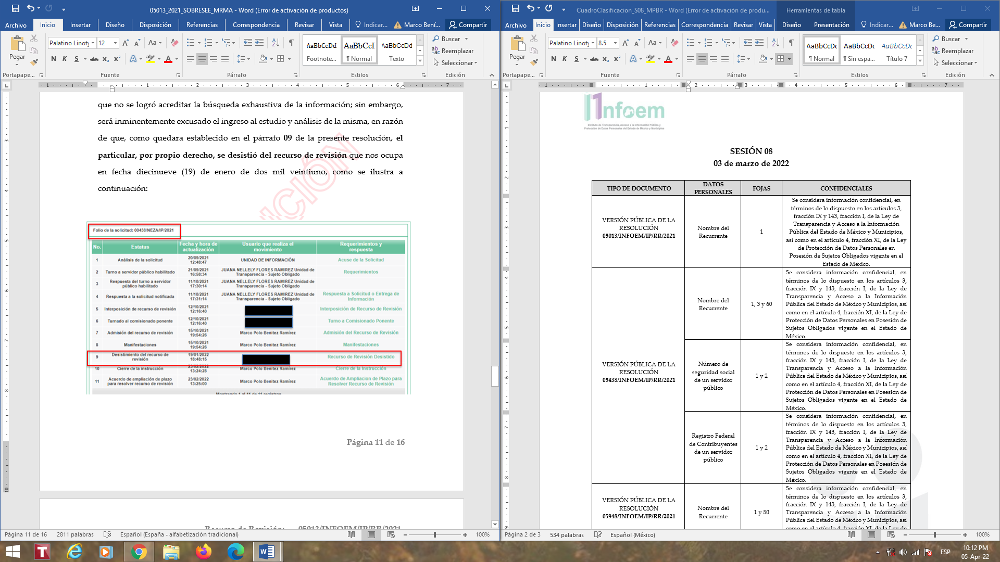 05013_2021_SOBRESEE_MRMA - Word (Error de activación de productos)
Archivo Inicio Insertar Diseño Disposición Referencias Correspondencia Revisar Vista Indicar... Marco Bení... Compartir
Pegar
Palatino Linoty 12
N K S abc x₂ x²
AaBbCcDd AaBbCcI AaBbCcDd
Footnote... ¶ Normal Texto
Buscar
Reemplazar
Seleccionar
Portapape... Fuente Párrafo Estilos Edición
que no se logró acreditar la búsqueda exhaustiva de la información; sin embargo,
será inminentemente excusado el ingreso al estudio y análisis de la misma, en razón
de que, como quedara establecido en el párrafo 09 de la presente resolución, el
particular, por propio derecho, se desistió del recurso de revisión que nos ocupa
en fecha diecinueve (19) de enero de dos mil veintiuno, como se ilustra a
continuación:
Folio de la solicitud: 00438/NEZA/IP/2021
No. Estatus Fecha y hora de actualización Usuario que realiza el movimiento Requerimientos y respuesta
1 Análisis de la solicitud 20/09/2021 12:48:47 UNIDAD DE INFORMACIÓN Acuse de la Solicitud
2 Turno a servidor público habilitado 21/09/2021 16:58:34 JUANA NELLELY FLORES RAMIREZ Unidad de Transparencia - Sujeto Obligado Requerimientos
3 Respuesta del turno a servidor público habilitado 11/10/2021 17:30:14 JUANA NELLELY FLORES RAMIREZ Unidad de Transparencia - Sujeto Obligado
4 Respuesta a la solicitud notificada 11/10/2021 17:31:14 JUANA NELLELY FLORES RAMIREZ Unidad de Transparencia - Sujeto Obligado Respuesta a Solicitud o Entrega de Información
5 Interposición de recurso de revisión 12/10/2021 12:16:40 Interposición de Recurso de Revisión
6 Turnado al comisionado ponente 12/10/2021 12:16:40 Turno a Comisionado Ponente
7 Admisión del recurso de revisión 15/10/2021 19:54:26 Marco Polo Benitez Ramírez Admisión del Recurso de Revisión
8 Manifestaciones 15/10/2021 19:54:26 Marco Polo Benitez Ramírez Manifestaciones
9 Desistimiento del recurso de revisión 19/01/2022 18:48:15 Recurso de Revisión Desistido
10 Cierre de la instrucción 23/02/2022 13:24:28 Marco Polo Benitez Ramírez Cierre de la Instrucción
11 Acuerdo de ampliación de plazo para resolver recurso de revisión 23/02/2022 13:25:00 Marco Polo Benitez Ramírez Acuerdo de Ampliacion de Plazo para Resolver Recurso de Revisión
Mostrando 1 al 11 de 11 registros
Página 11 de 16
Recurso de Revisión: 05013/INFOEM/IP/RR/2021
Página 11 de 16 2811 palabras Español (España - alfabetización tradicional) 100%
CuadroClasificacion_S08_MPBR - Word (Error de activación de produ... Herramientas de tabla
Archivo Inicio Insertar Diseño Disposición Referencias Correspondencia Revisar Vista Diseño Presentación Indicar... Marco Be... Compartir
Pegar
Palatino Linoty 8.5
N K S abc x₂ x²
AaBbCcDc AaBbCcDc AaBbCcDc
¶ Normal ¶ Sin espa... Título 7
Buscar
Reemplazar
Seleccionar
Portapape... Fuente Párrafo Estilos Edición
Infoem
Instituto de Transparencia, Acceso a la Información Pública y
Protección de Datos Personales del Estado de México y Municipios
SESIÓN 08
03 de marzo de 2022
TIPO DE DOCUMENTO DATOS PERSONALES FOJAS CONFIDENCIALES
VERSIÓN PÚBLICA DE LA
RESOLUCIÓN
05013/INFOEM/IP/RR/2021
Nombre del
Recurrente
1
Se considera información confidencial, en
términos de lo dispuesto en los artículos 3,
fracción IX y 143, fracción I, de la Ley de
Transparencia y Acceso a la Información
Pública del Estado de México y Municipios,
así como en el artículo 4, fracción XI, de la Ley
de Protección de Datos Personales en
Posesión de Sujetos Obligados vigente en el
Estado de México.
VERSIÓN PÚBLICA DE LA
RESOLUCIÓN
05438/INFOEM/IP/RR/2021
Nombre del
Recurrente
1, 3 y 60
Se considera información confidencial, en
términos de lo dispuesto en los artículos 3,
fracción IX y 143, fracción I, de la Ley de
Transparencia y Acceso a la Información
Pública del Estado de México y Municipios, así
como en el artículo 4, fracción XI, de la Ley de
Protección de Datos Personales en Posesión de
Sujetos Obligados vigente en el Estado de
México.
Número de
seguridad social
de un servidor
público
1 y 2
Se considera información confidencial, en
términos de lo dispuesto en los artículos 3,
fracción IX y 143, fracción I, de la Ley de
Transparencia y Acceso a la Información
Pública del Estado de México y Municipios, así
como en el artículo 4, fracción XI, de la Ley de
Protección de Datos Personales en Posesión de
Sujetos Obligados vigente en el Estado de
México.
Registro Federal
de Contribuyentes
de un servidor
público
1 y 2
Se considera información confidencial, en
términos de lo dispuesto en los artículos 3,
fracción IX y 143, fracción I, de la Ley de
Transparencia y Acceso a la Información
Pública del Estado de México y Municipios, así
como en el artículo 4, fracción XI, de la Ley de
Protección de Datos Personales en Posesión de
Sujetos Obligados vigente en el Estado de
México.
VERSIÓN PÚBLICA DE LA
RESOLUCIÓN
05948/INFOEM/IP/RR/2021
Nombre del
Recurrente
1 y 50
Se considera información confidencial, en
términos de lo dispuesto en los artículos 3,
fracción IX y 143, fracción I, de la Ley de
Transparencia y Acceso a la Información
Pública del Estado de México y Municipios, así
como en el artículo 4, fracción XI, de la Ley de
Página 2 de 3 534 palabras Español (México) 100%
ESP
10:12 PM
05-Apr-22